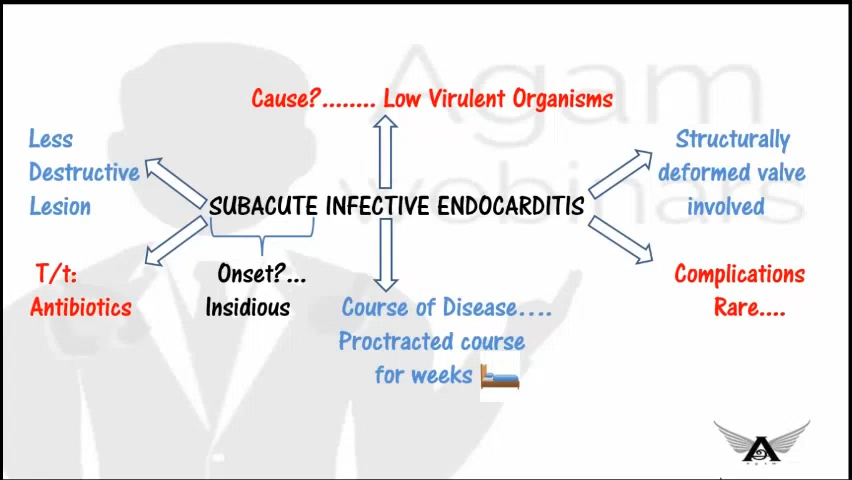 Agam
webinars
Cause?........ Low Virulent Organisms
Less
Destructive
Lesion
Structurally
deformed valve
involved
SUBACUTE INFECTIVE ENDOCARDITIS
T/t:
Antibiotics
Onset?...
Insidious
Course of Disease....
Proctracted course
for weeks
Complications
Rare....
Agam